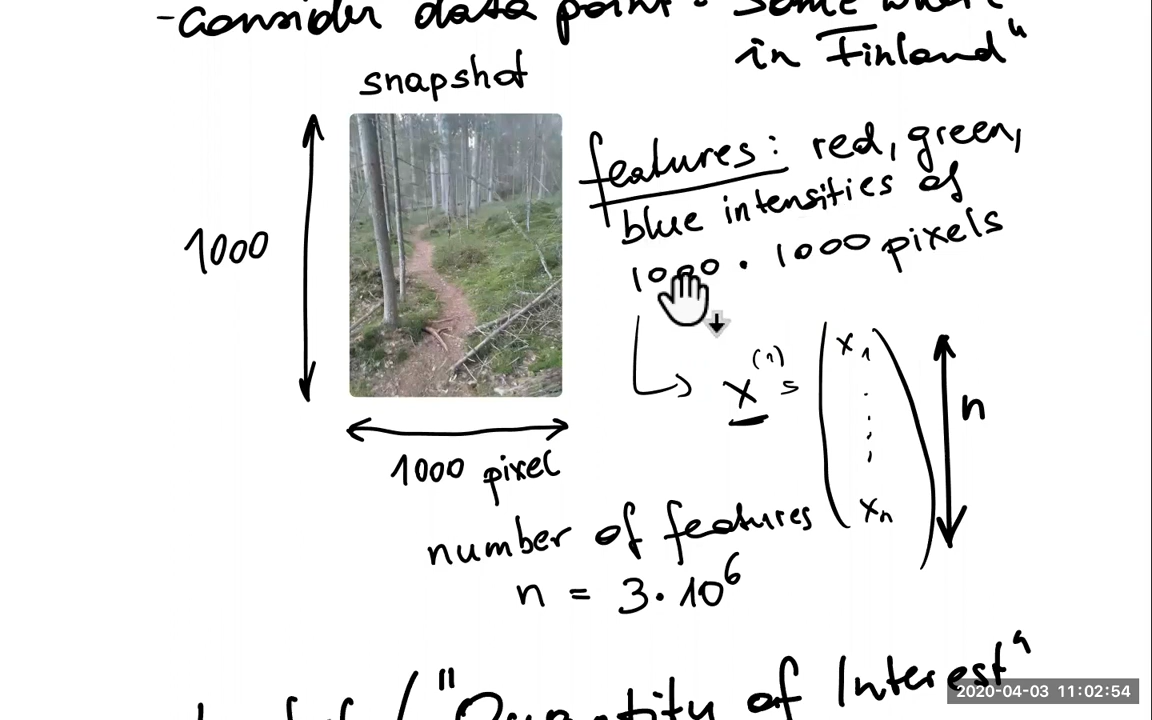 -Consider data point: "Somewhere
in Finland"
snapshot
features: red, green,
blue intensities of
1000 · 1000 pixels
1000
x(1) = ( x1
⋮
xn )
n
1000 pixel
number of features
n = 3·10^6
"Quantity of Interest"
2020-04-03 11:02:54